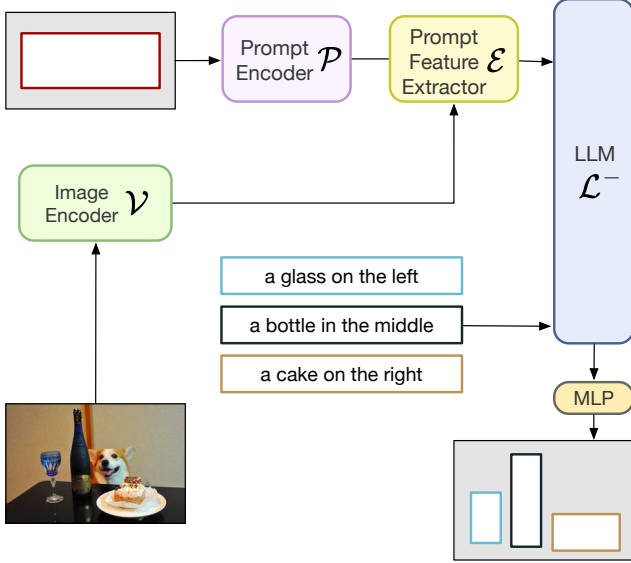 Prompt
Encoder 𝒫
Prompt
Feature
Extractor ℰ
LLM
ℒ⁻
Image
Encoder 𝒱
a glass on the left
a bottle in the middle
a cake on the right
MLP